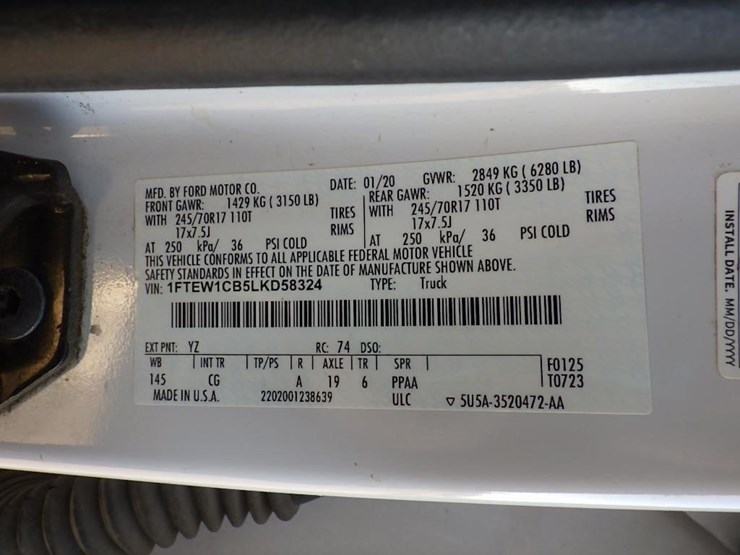 MFD. BY FORD MOTOR CO. DATE: 01/20 GVWR: 2849 KG ( 6280 LB)
FRONT GAWR: 1429 KG ( 3150 LB) REAR GAWR: 1520 KG ( 3350 LB)
WITH 245/70R17 110T TIRES WITH 245/70R17 110T TIRES
17x7.5J RIMS 17x7.5J RIMS
AT 250 kPa/ 36 PSI COLD AT 250 kPa/ 36 PSI COLD
THIS VEHICLE CONFORMS TO ALL APPLICABLE FEDERAL MOTOR VEHICLE
SAFETY STANDARDS IN EFFECT ON THE DATE OF MANUFACTURE SHOWN ABOVE.
VIN: 1FTEW1CB5LKD58324 TYPE: Truck
EXT PNT: YZ RC: 74 DSO:
WB INT TR TP/PS R AXLE TR SPR F0125
145 CG A 19 6 PPAA T0723
MADE IN U.S.A. 2202001238639 ULC ▽ 5U5A-3520472-AA
INSTALL DATE. MM/DD/YYYY